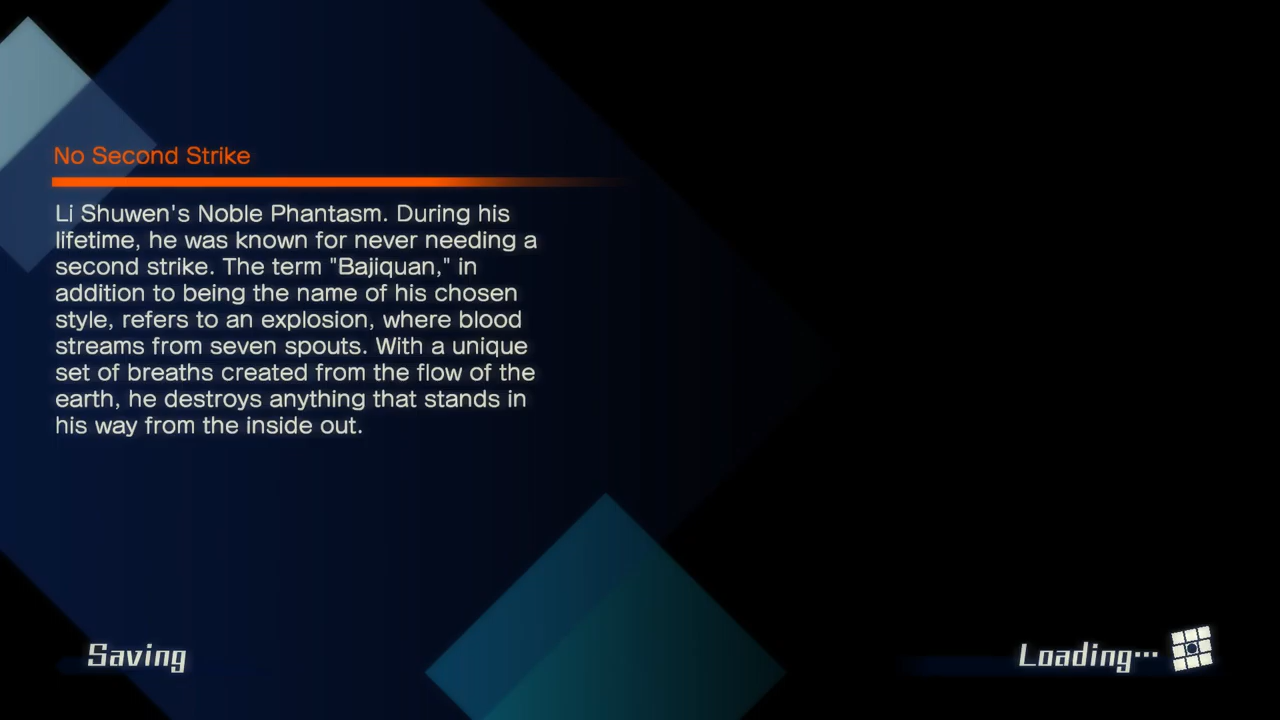 No Second Strike
Li Shuwen's Noble Phantasm. During his
lifetime, he was known for never needing a
second strike. The term "Bajiquan," in
addition to being the name of his chosen
style, refers to an explosion, where blood
streams from seven spouts. With a unique
set of breaths created from the flow of the
earth, he destroys anything that stands in
his way from the inside out.
Saving
Loading···